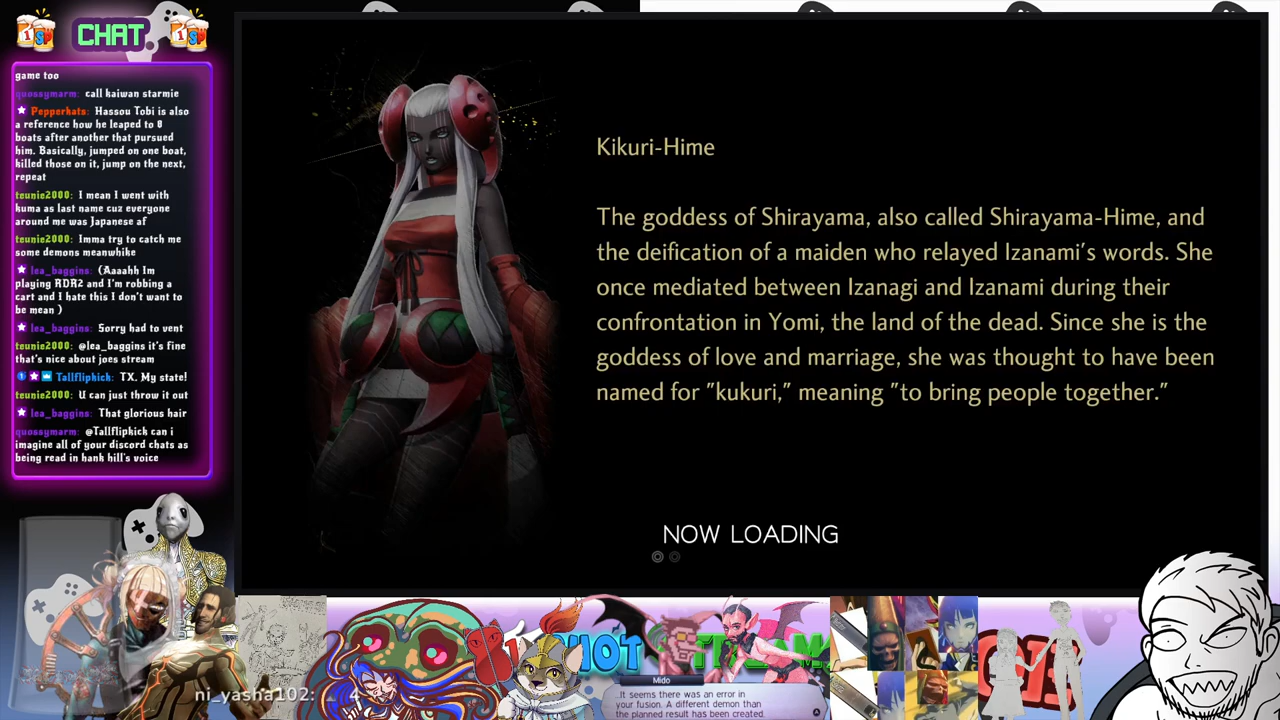 1 SP CHAT 1 SP
game too
quossymarm: call kaiwan starmie
Pepperhats: Hassou Tobi is also
a reference how he leaped to 8
boats after another that pursued
him. Basically, jumped on one boat,
killed those on it, jump on the next,
repeat
teunie2000: I mean I went with
kuma as last name cuz everyone
around me was Japanese af
teunie2000: Imma try to catch me
some demons meanwhike
lea_baggins: (Aaaahh Im
playing RDR2 and I'm robbing a
cart and I hate this I don't want to
be mean )
lea_baggins: Sorry had to vent
teunie2000: @lea_baggins it's fine
that's nice about joes stream
Tallflipkick: TX. My state!
teunie2000: U can just throw it out
lea_baggins: That glorious hair
quossymarm: @Tallflipkick can i
imagine all of your discord chats as
being read in hank hill's voice
Kikuri-Hime
The goddess of Shirayama, also called Shirayama-Hime, and
the deification of a maiden who relayed Izanami's words. She
once mediated between Izanagi and Izanami during their
confrontation in Yomi, the land of the dead. Since she is the
goddess of love and marriage, she was thought to have been
named for "kukuri," meaning "to bring people together."
NOW LOADING
ni_yasha102:
Mido
..It seems there was an error in
your fusion. A different demon than
the planned result has been created.